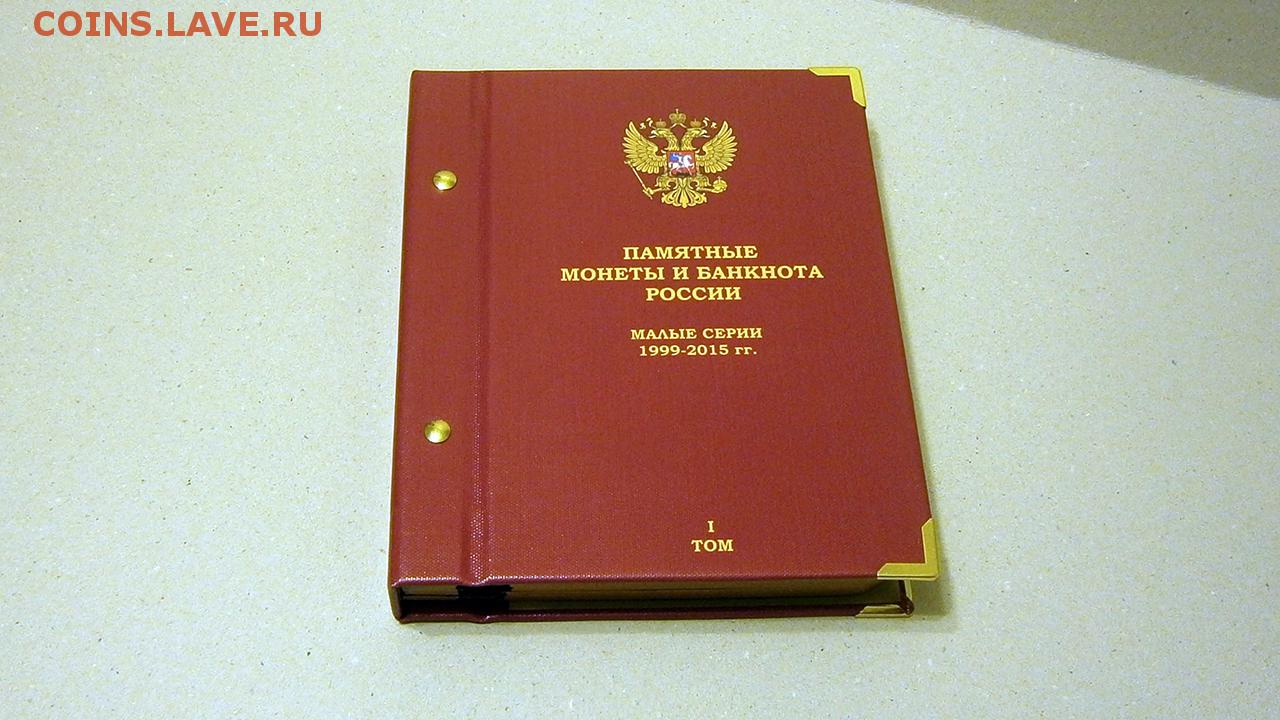 COINS.LAVE.RU
ПАМЯТНЫЕ
МОНЕТЫ И БАНКНОТА
РОССИИ
МАЛЫЕ СЕРИИ
1999-2015 гг.
I
ТОМ